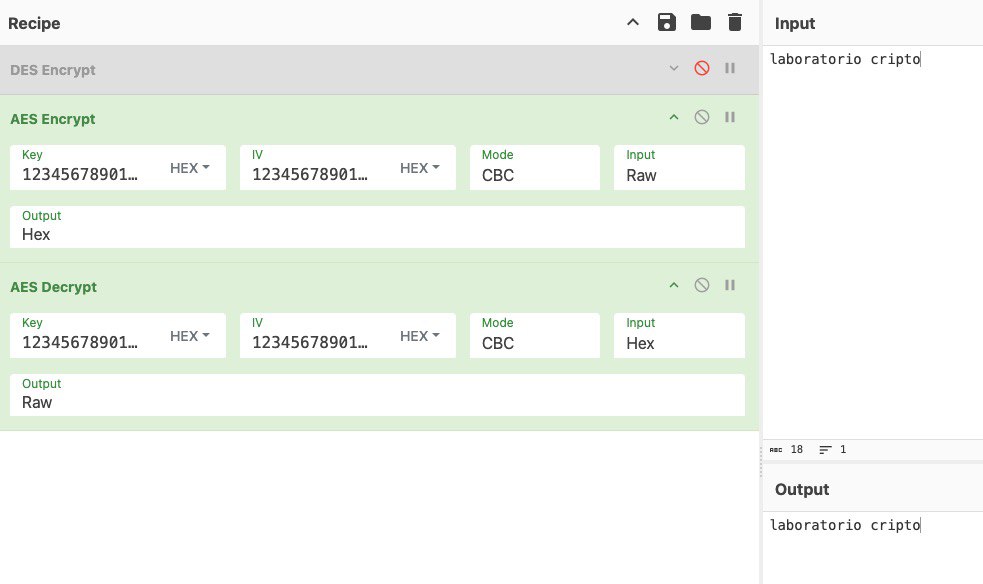 Recipe
DES Encrypt
AES Encrypt
Key
12345678901…
HEX
IV
12345678901…
HEX
Mode
CBC
Input
Raw
Output
Hex
AES Decrypt
Key
12345678901…
HEX
IV
12345678901…
HEX
Mode
CBC
Input
Hex
Output
Raw
Input
laboratorio cripto
ABC 18 1
Output
laboratorio cripto